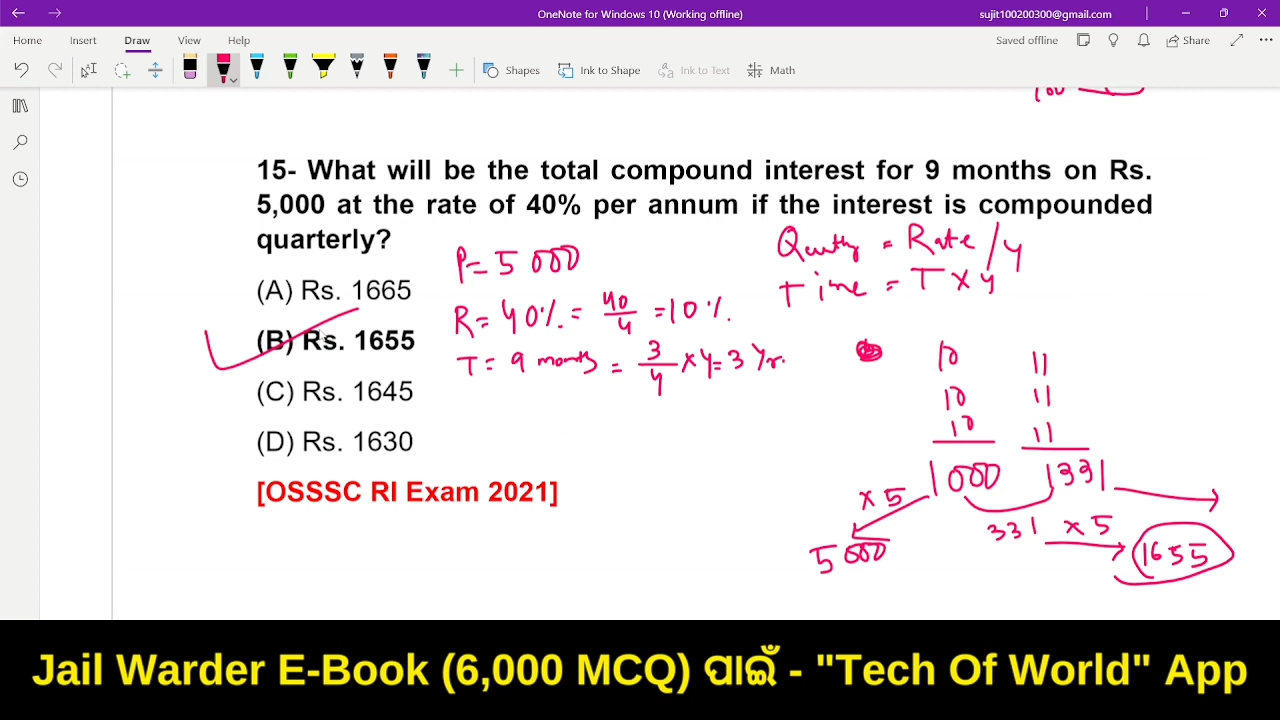 OneNote for Windows 10 (Working offline)
sujit100200300@gmail.com
Home Insert Draw View Help
Saved offline
Share
Shapes
Ink to Shape
Ink to Text
Math
100
15- What will be the total compound interest for 9 months on Rs.
5,000 at the rate of 40% per annum if the interest is compounded
quarterly?
(A) Rs. 1665
(B) Rs. 1655
(C) Rs. 1645
(D) Rs. 1630
[OSSSC RI Exam 2021]
P= 5000
R= 40% = 40/4 =10%.
T= 9 months = 3/4 x4=3 Yr.
= Rate/4
Time = T x 4
10 11
10 11
10 11
1000 1331
x5
5000
331 x5
1655
Jail Warder E-Book (6,000 MCQ) ପାଇଁ - "Tech Of World" App